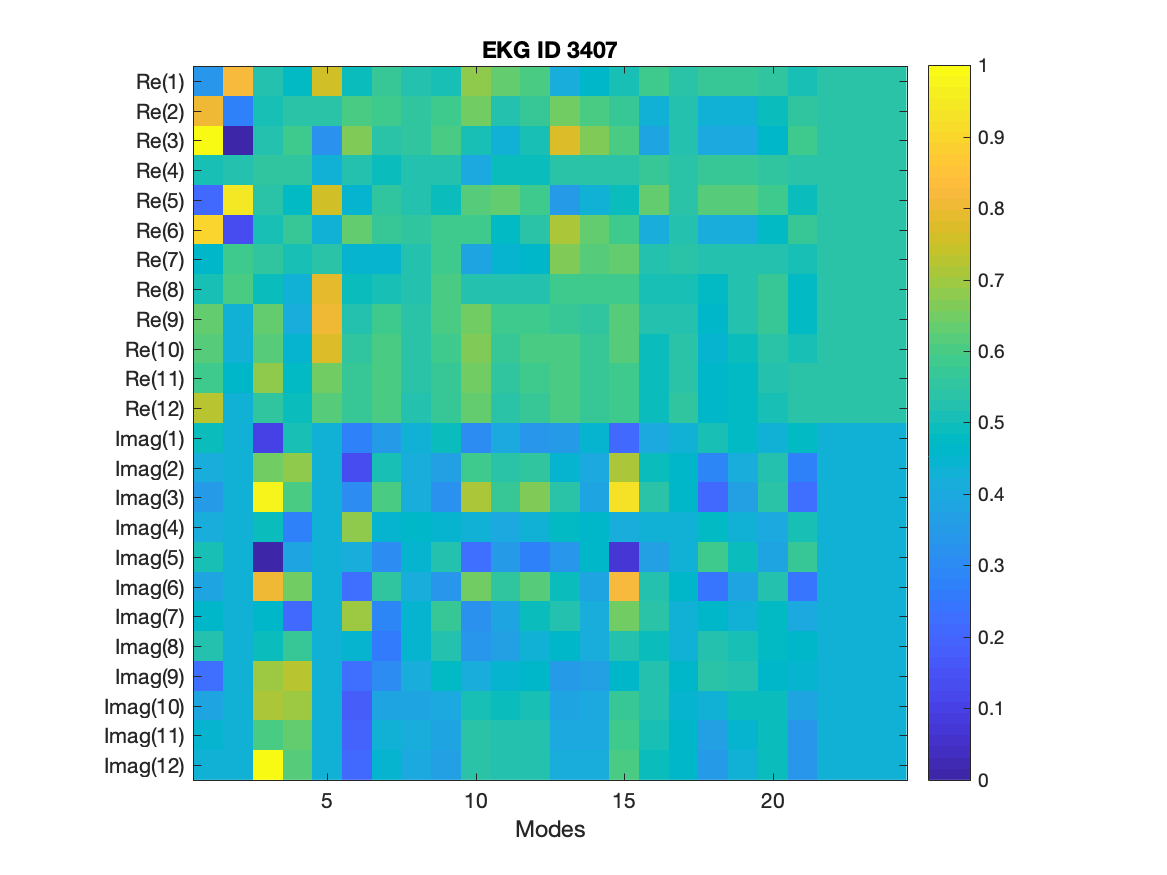 EKG ID 3407
Re(1)
Re(2)
Re(3)
Re(4)
Re(5)
Re(6)
Re(7)
Re(8)
Re(9)
Re(10)
Re(11)
Re(12)
Imag(1)
Imag(2)
Imag(3)
Imag(4)
Imag(5)
Imag(6)
Imag(7)
Imag(8)
Imag(9)
Imag(10)
Imag(11)
Imag(12)
5 10 15 20
Modes
1
0.9
0.8
0.7
0.6
0.5
0.4
0.3
0.2
0.1
0